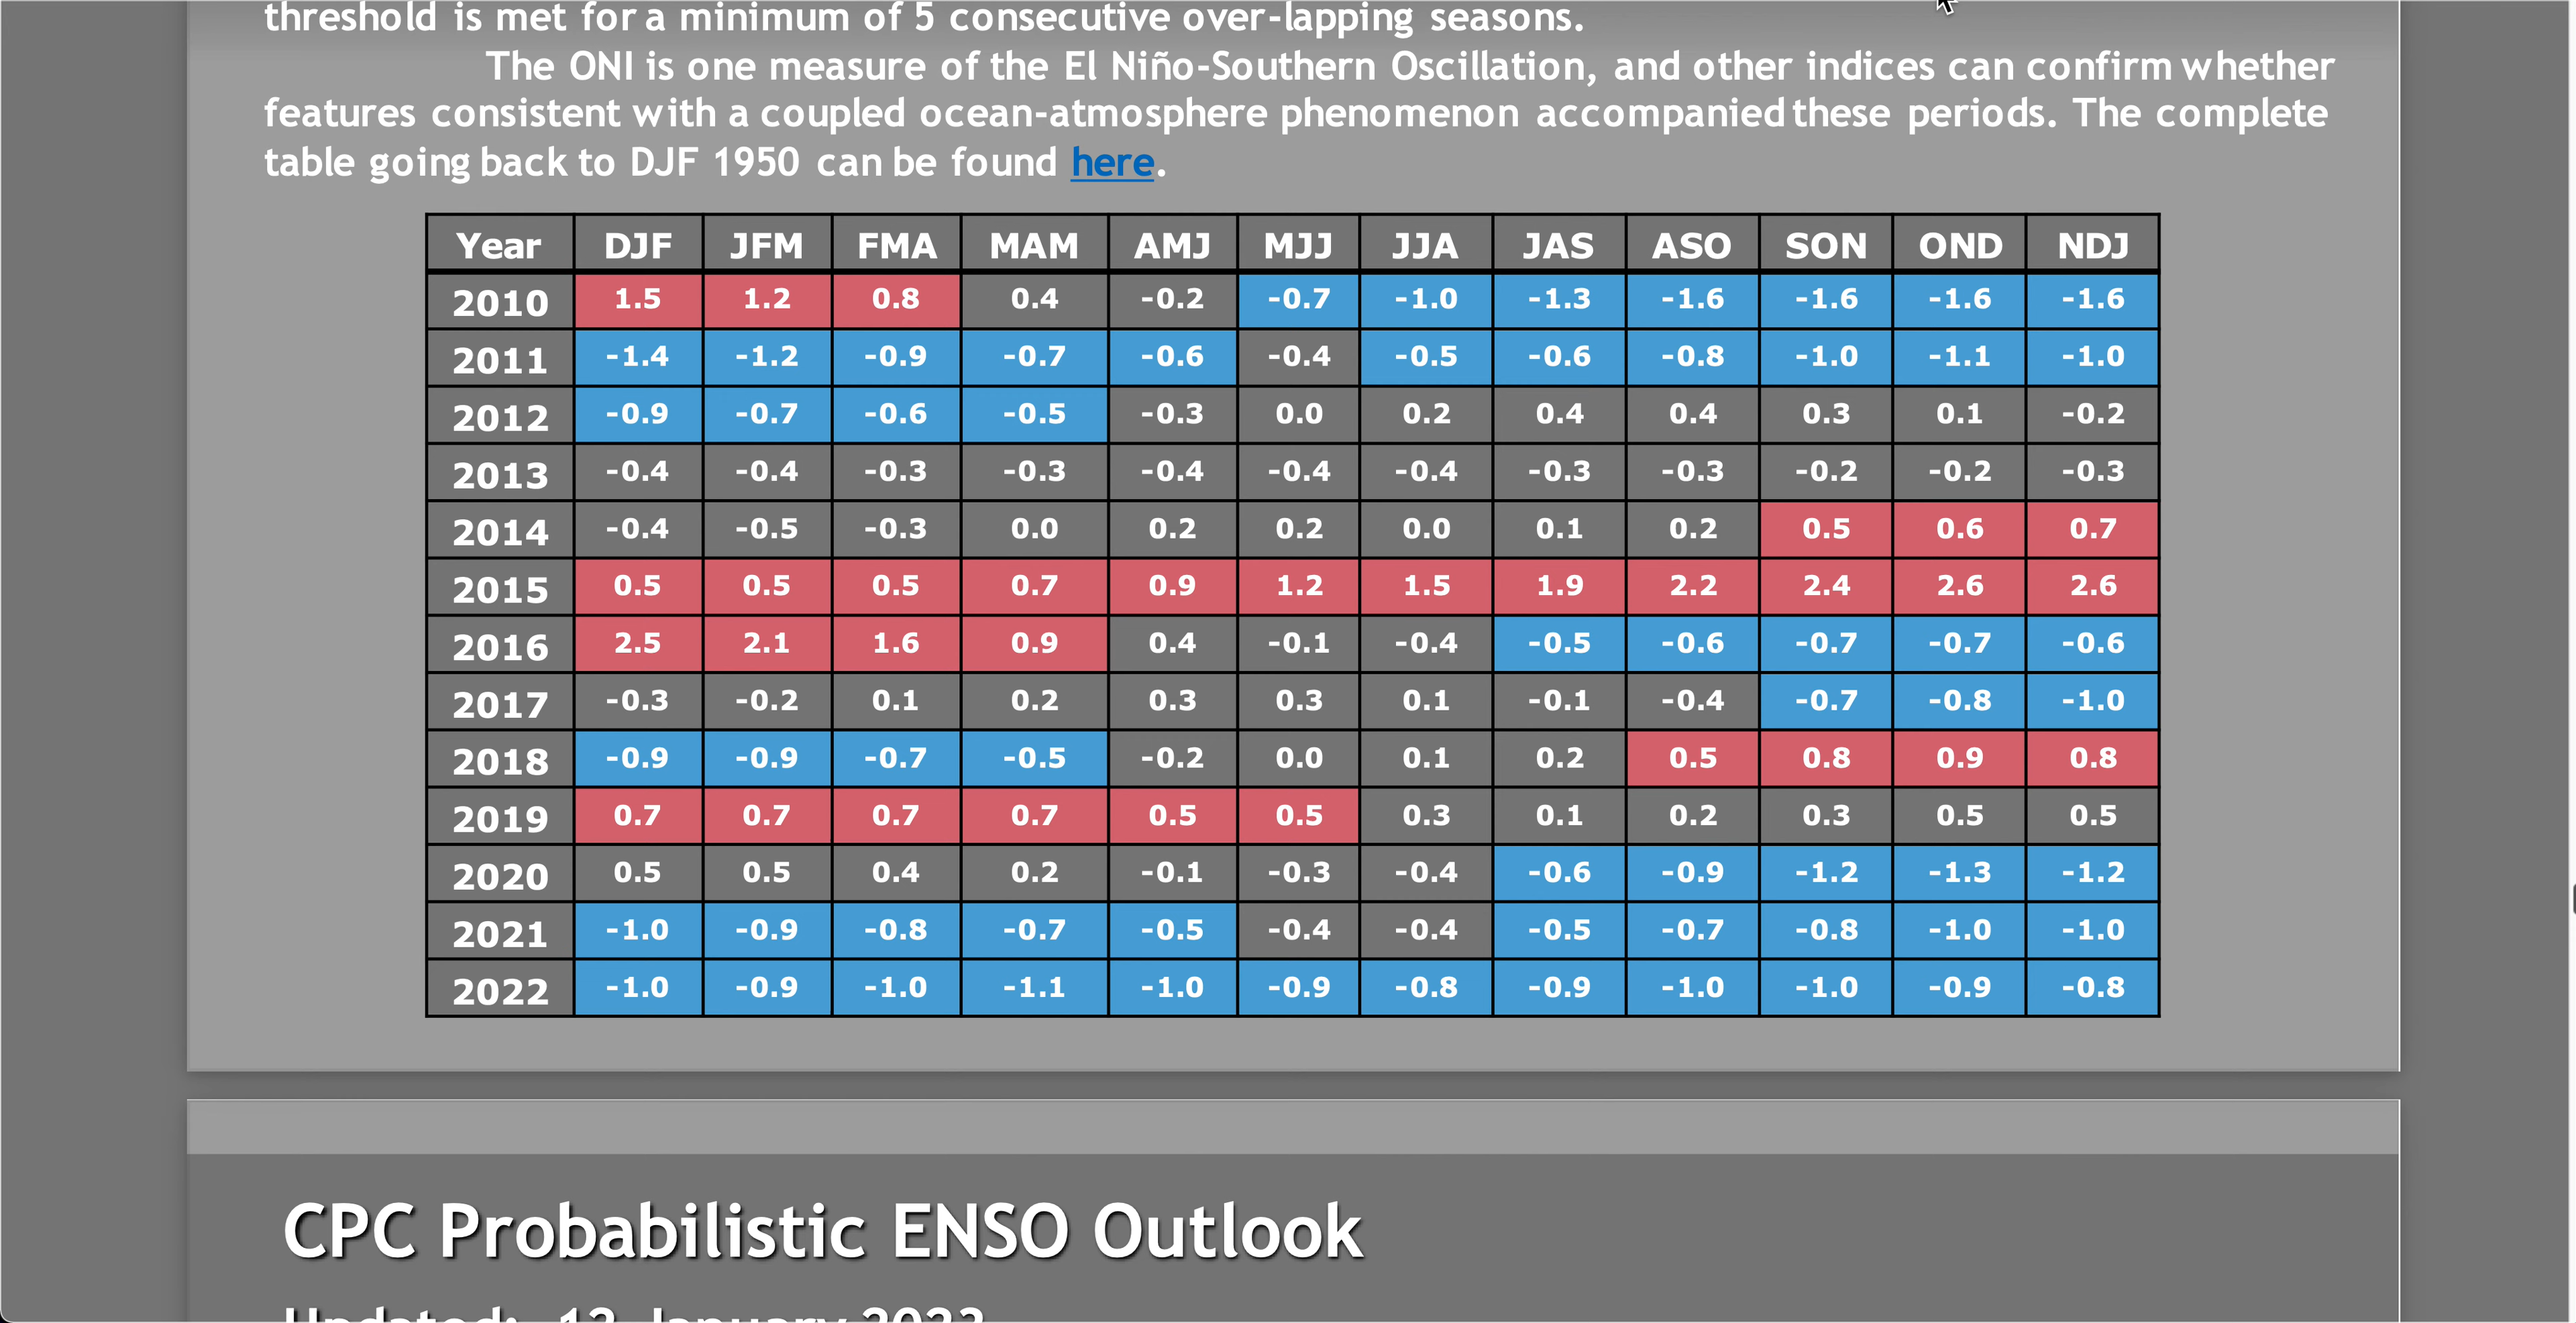 threshold is met for a minimum of 5 consecutive over-lapping seasons.
The ONI is one measure of the El Niño-Southern Oscillation, and other indices can confirm whether
features consistent with a coupled ocean-atmosphere phenomenon accompanied these periods. The complete
table going back to DJF 1950 can be found here.
Year DJF JFM FMA MAM AMJ MJJ JJA JAS ASO SON OND NDJ
2010 1.5 1.2 0.8 0.4 -0.2 -0.7 -1.0 -1.3 -1.6 -1.6 -1.6 -1.6
2011 -1.4 -1.2 -0.9 -0.7 -0.6 -0.4 -0.5 -0.6 -0.8 -1.0 -1.1 -1.0
2012 -0.9 -0.7 -0.6 -0.5 -0.3 0.0 0.2 0.4 0.4 0.3 0.1 -0.2
2013 -0.4 -0.4 -0.3 -0.3 -0.4 -0.4 -0.4 -0.3 -0.3 -0.2 -0.2 -0.3
2014 -0.4 -0.5 -0.3 0.0 0.2 0.2 0.0 0.1 0.2 0.5 0.6 0.7
2015 0.5 0.5 0.5 0.7 0.9 1.2 1.5 1.9 2.2 2.4 2.6 2.6
2016 2.5 2.1 1.6 0.9 0.4 -0.1 -0.4 -0.5 -0.6 -0.7 -0.7 -0.6
2017 -0.3 -0.2 0.1 0.2 0.3 0.3 0.1 -0.1 -0.4 -0.7 -0.8 -1.0
2018 -0.9 -0.9 -0.7 -0.5 -0.2 0.0 0.1 0.2 0.5 0.8 0.9 0.8
2019 0.7 0.7 0.7 0.7 0.5 0.5 0.3 0.1 0.2 0.3 0.5 0.5
2020 0.5 0.5 0.4 0.2 -0.1 -0.3 -0.4 -0.6 -0.9 -1.2 -1.3 -1.2
2021 -1.0 -0.9 -0.8 -0.7 -0.5 -0.4 -0.4 -0.5 -0.7 -0.8 -1.0 -1.0
2022 -1.0 -0.9 -1.0 -1.1 -1.0 -0.9 -0.8 -0.9 -1.0 -1.0 -0.9 -0.8
CPC Probabilistic ENSO Outlook
Updated: January